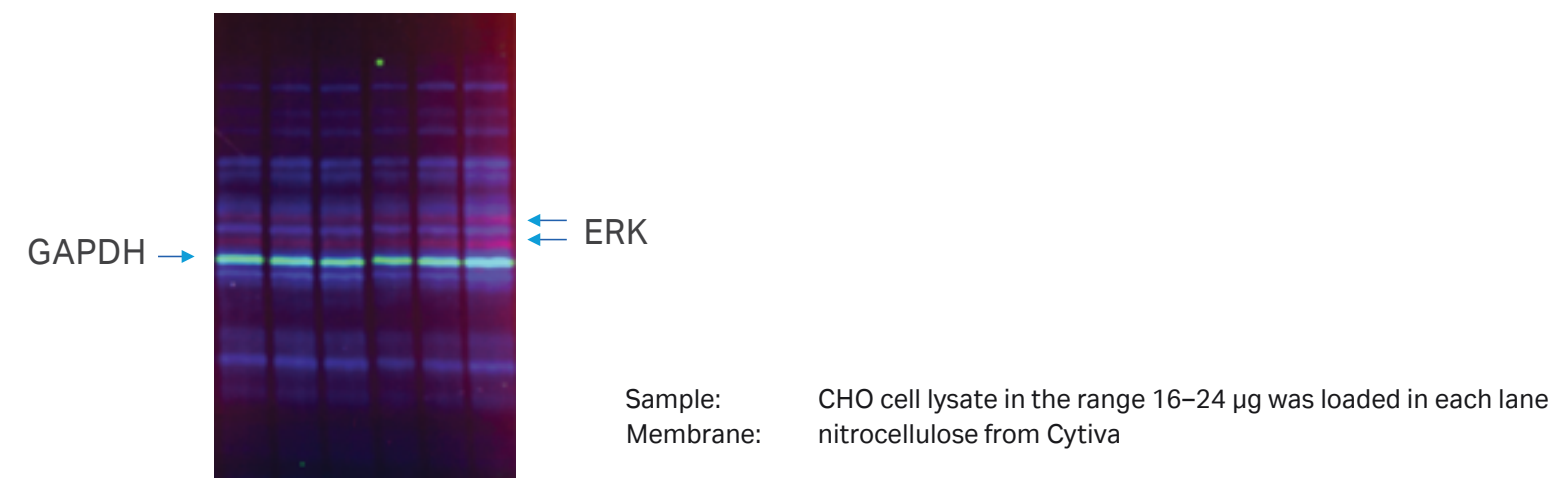 ERK
GAPDH
Sample: CHO cell lysate in the range 16–24 µg was loaded in each lane
Membrane: nitrocellulose from Cytiva